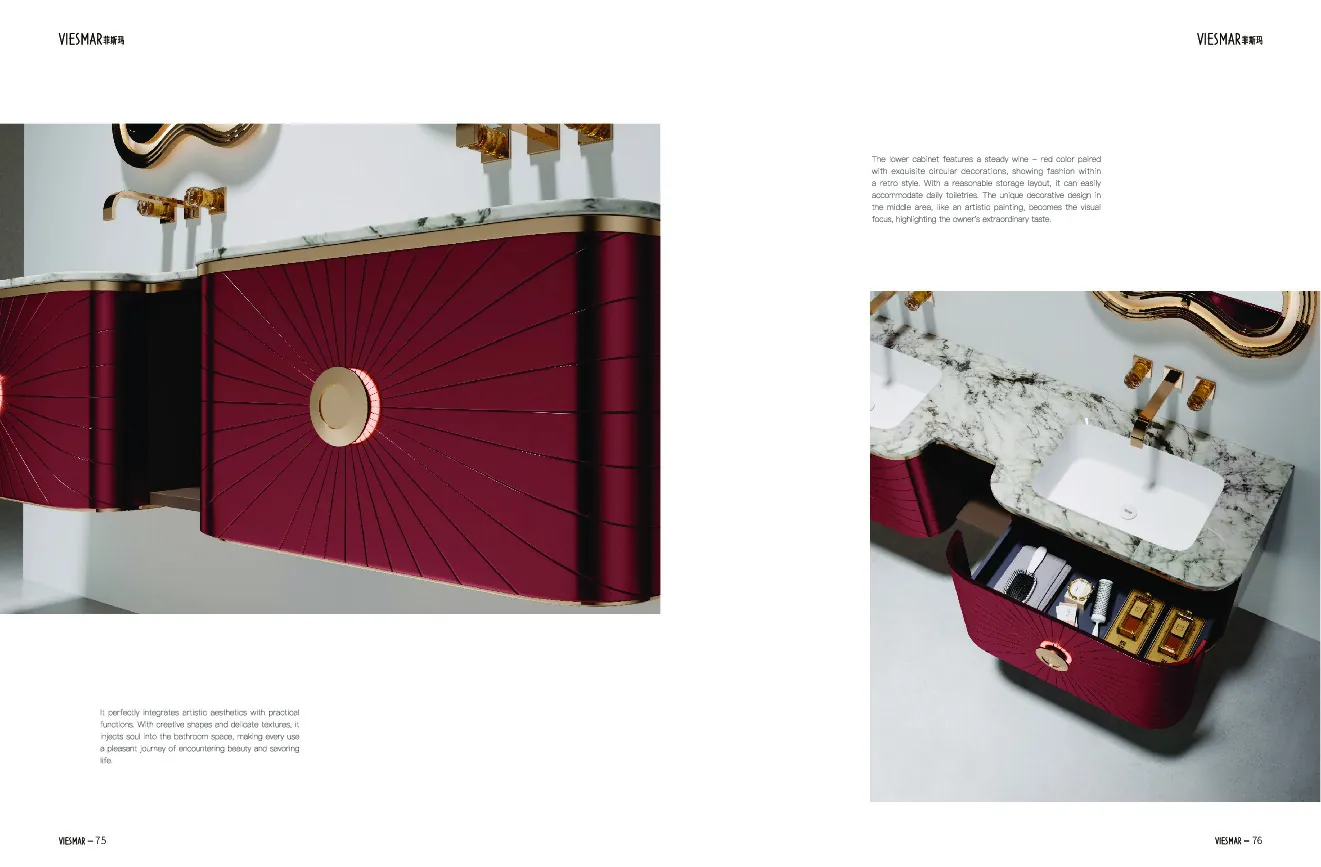 VIESMAR菲斯玛
VIESMAR菲斯玛
The lower cabinet features a steady wine – red color paired
with exquisite circular decorations, showing fashion within
a retro style. With a reasonable storage layout, it can easily
accommodate daily toiletries. The unique decorative design in
the middle area, like an artistic painting, becomes the visual
focus, highlighting the owner's extraordinary taste.
It perfectly integrates artistic aesthetics with practical
functions. With creative shapes and delicate textures, it
injects soul into the bathroom space, making every use
a pleasant journey of encountering beauty and savoring
life.
VIESMAR – 75
VIESMAR – 76